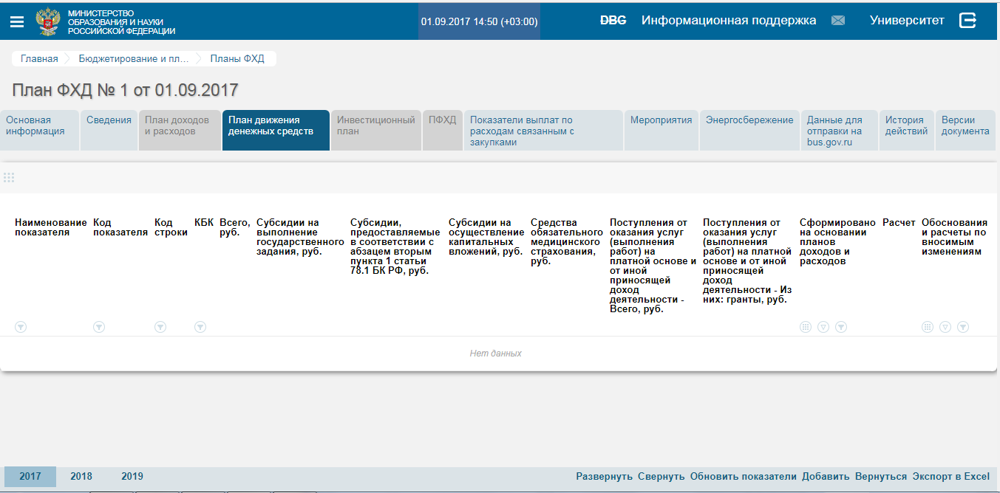 МИНИСТЕРСТВО
ОБРАЗОВАНИЯ И НАУКИ
РОССИЙСКОЙ ФЕДЕРАЦИИ
01.09.2017 14:50 (+03:00)
DBG Информационная поддержка Университет
Главная Бюджетирование и пл... Планы ФХД
План ФХД № 1 от 01.09.2017
Основная
информация
Сведения
План доходов
и расходов
План движения
денежных средств
Инвестиционный
план
ПФХД
Показатели выплат по
расходам связанным с
закупками
Мероприятия
Энергосбережение
Данные для
отправки на
bus.gov.ru
История
действий
Версии
документа
Наименование
показателя
Код
показателя
Код
строки
КБК
Всего,
руб.
Субсидии на
выполнение
государственного
задания, руб.
Субсидии,
предоставляемые
в соответствии с
абзацем вторым
пункта 1 статьи
78.1 БК РФ, руб.
Субсидии на
осуществление
капитальных
вложений, руб.
Средства
обязательного
медицинского
страхования,
руб.
Поступления от
оказания услуг
(выполнения
работ) на
платной основе и
от иной
приносящей
доход
деятельности -
Всего, руб.
Поступления от
оказания услуг
(выполнения
работ) на платной
основе и от иной
приносящей
доход
деятельности - Из
них: гранты, руб.
Сформировано
на основании
планов
доходов и
расходов
Расчет
Обоснования
и расчеты по
вносимым
изменениям
Нет данных
2017 2018 2019
Развернуть Свернуть Обновить показатели Добавить Вернуться Экспорт в Excel